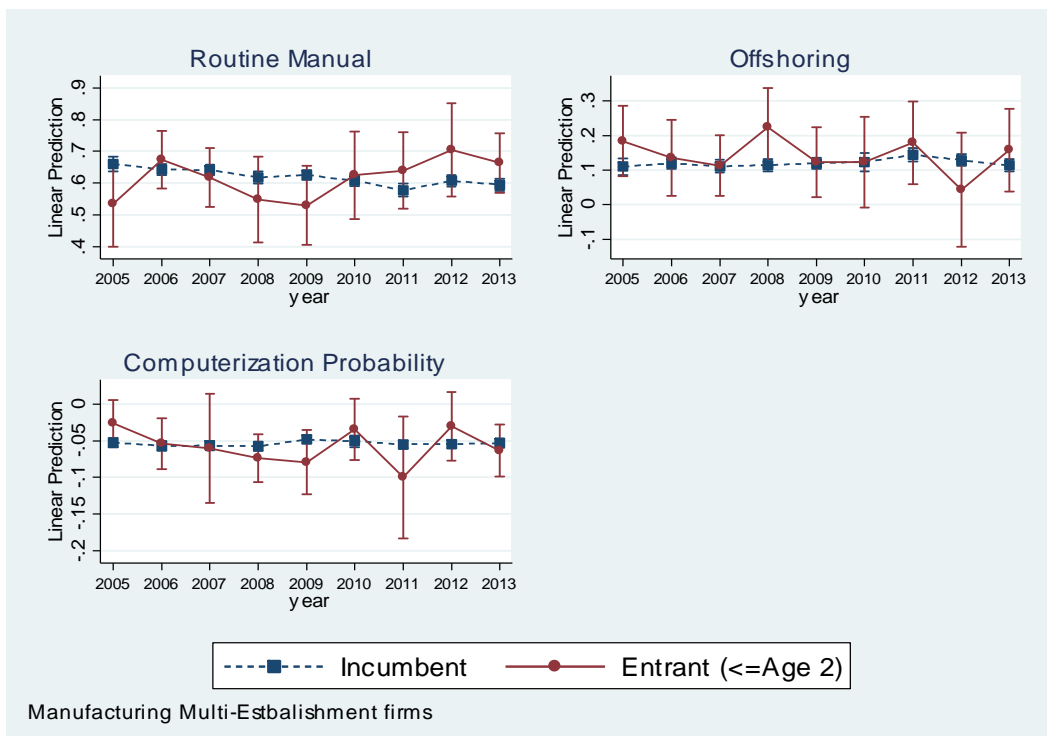 Routine Manual
Linear Prediction
.9
.8
.7
.6
.5
.4
2005 2006 2007 2008 2009 2010 2011 2012 2013
year
Offshoring
Linear Prediction
.3
.2
.1
0
-.1
2005 2006 2007 2008 2009 2010 2011 2012 2013
year
Computerization Probability
Linear Prediction
0
-.05
-.1
-.15
-.2
2005 2006 2007 2008 2009 2010 2011 2012 2013
year
Incumbent Entrant (<=Age 2)
Manufacturing Multi-Estbalishment firms